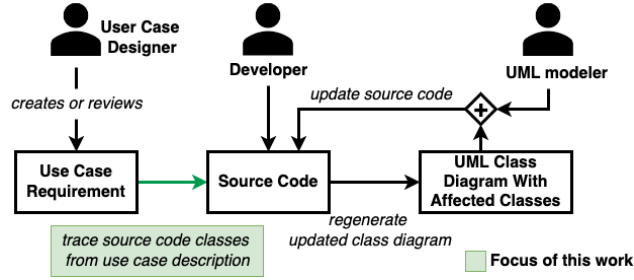 User Case
Designer
Developer
UML modeler
creates or reviews
update source code
Use Case
Requirement
Source Code
UML Class
Diagram With
Affected Classes
regenerate
updated class diagram
trace source code classes
from use case description
Focus of this work